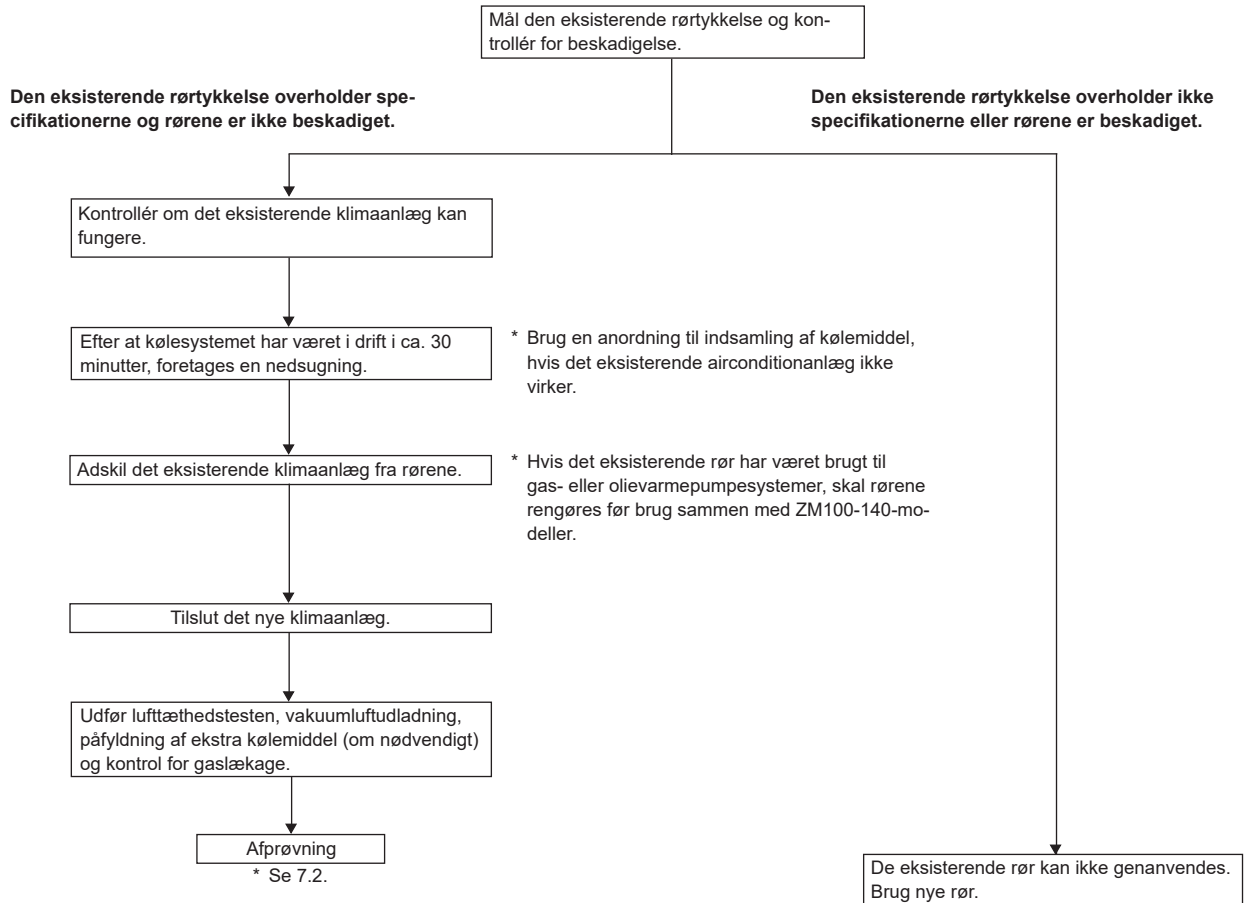 Mål den eksisterende rørtykkelse og kon-
trollér for beskadigelse.
Den eksisterende rørtykkelse overholder spe-
cifikationerne og rørene er ikke beskadiget.
Den eksisterende rørtykkelse overholder ikke
specifikationerne eller rørene er beskadiget.
Kontrollér om det eksisterende klimaanlæg kan
fungere.
Efter at kølesystemet har været i drift i ca. 30
minutter, foretages en nedsugning.
* Brug en anordning til indsamling af kølemiddel,
hvis det eksisterende airconditionanlæg ikke
virker.
Adskil det eksisterende klimaanlæg fra rørene.
* Hvis det eksisterende rør har været brugt til
gas- eller olievarmepumpesystemer, skal rørene
rengøres før brug sammen med ZM100-140-mo-
deller.
Tilslut det nye klimaanlæg.
Udfør lufttæthedstesten, vakuumluftudladning,
påfyldning af ekstra kølemiddel (om nødvendigt)
og kontrol for gaslækage.
Afprøvning
* Se 7.2.
De eksisterende rør kan ikke genanvendes.
Brug nye rør.